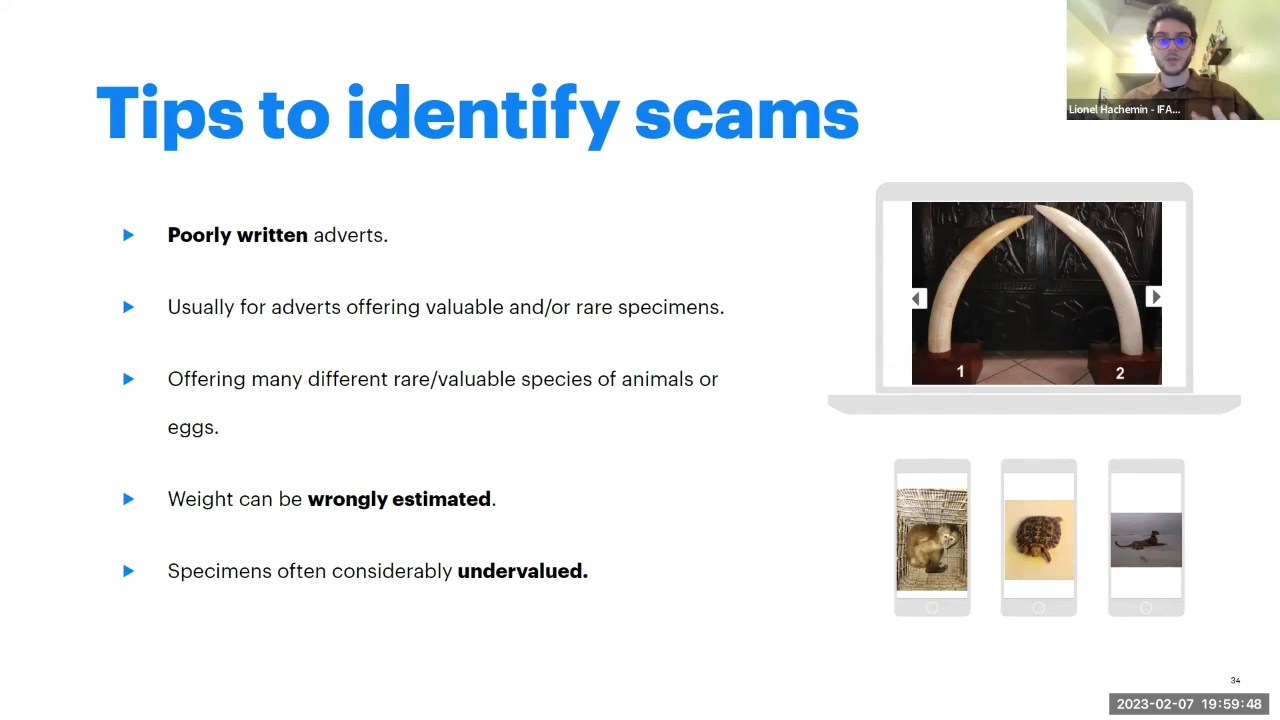 Lionel Hachemin - IFA...
Tips to identify scams
Poorly written adverts.
Usually for adverts offering valuable and/or rare specimens.
Offering many different rare/valuable species of animals or
eggs.
Weight can be wrongly estimated.
Specimens often considerably undervalued.
1
2
34
2023-02-07 19:59:48